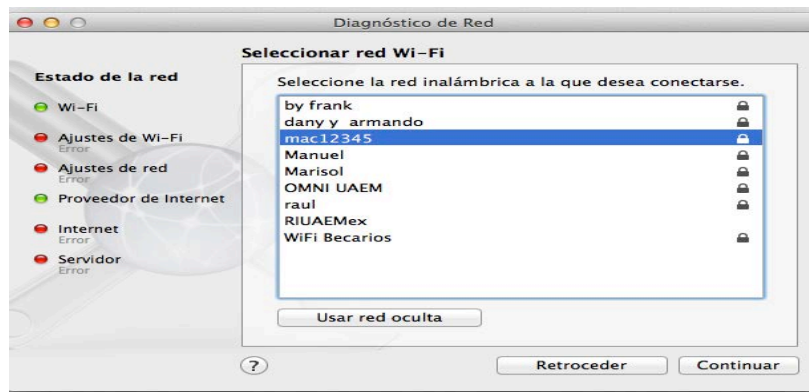 Diagnóstico de Red
Seleccionar red Wi-Fi
Estado de la red
Wi-Fi
Ajustes de Wi-Fi
Error
Ajustes de red
Error
Proveedor de Internet
Internet
Error
Servidor
Error
Seleccione la red inalámbrica a la que desea conectarse.
by frank
dany y armando
mac12345
Manuel
Marisol
OMNI UAEM
raul
RIUAEMex
WiFi Becarios
Usar red oculta
?
Retroceder
Continuar